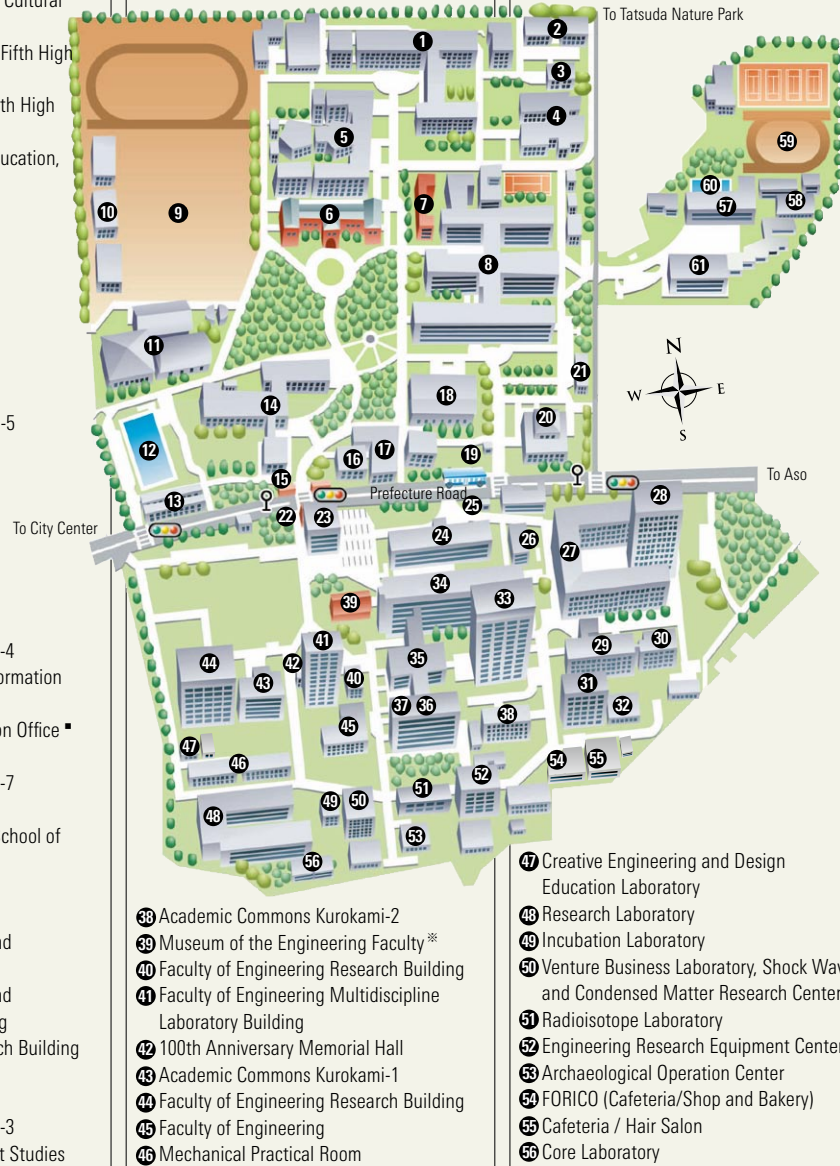 Cultural
Fifth High
th High
ucation,
-5
-4
ormation
on Office ■
-7
chool of
nd
nd
g
ch Building
-3
t Studies
To Tatsuda Nature Park
1
2
3
4
5
6
7
8
9
10
11
12
13
14
15
16
17
18
19
20
21
22
23
24
25
26
27
28
29
30
31
32
33
34
35
36
37
38
39
40
41
42
43
44
45
46
47
48
49
50
51
52
53
54
55
56
57
58
59
60
61
N
W E
S
Prefecture Road
To Aso
To City Center
38 Academic Commons Kurokami-2
39 Museum of the Engineering Faculty※
40 Faculty of Engineering Research Building
41 Faculty of Engineering Multidiscipline
Laboratory Building
42 100th Anniversary Memorial Hall
43 Academic Commons Kurokami-1
44 Faculty of Engineering Research Building
45 Faculty of Engineering
46 Mechanical Practical Room
47 Creative Engineering and Design
Education Laboratory
48 Research Laboratory
49 Incubation Laboratory
50 Venture Business Laboratory, Shock Wav
and Condensed Matter Research Center
51 Radioisotope Laboratory
52 Engineering Research Equipment Center
53 Archaeological Operation Center
54 FORICO (Cafeteria/Shop and Bakery)
55 Cafeteria / Hair Salon
56 Core Laboratory